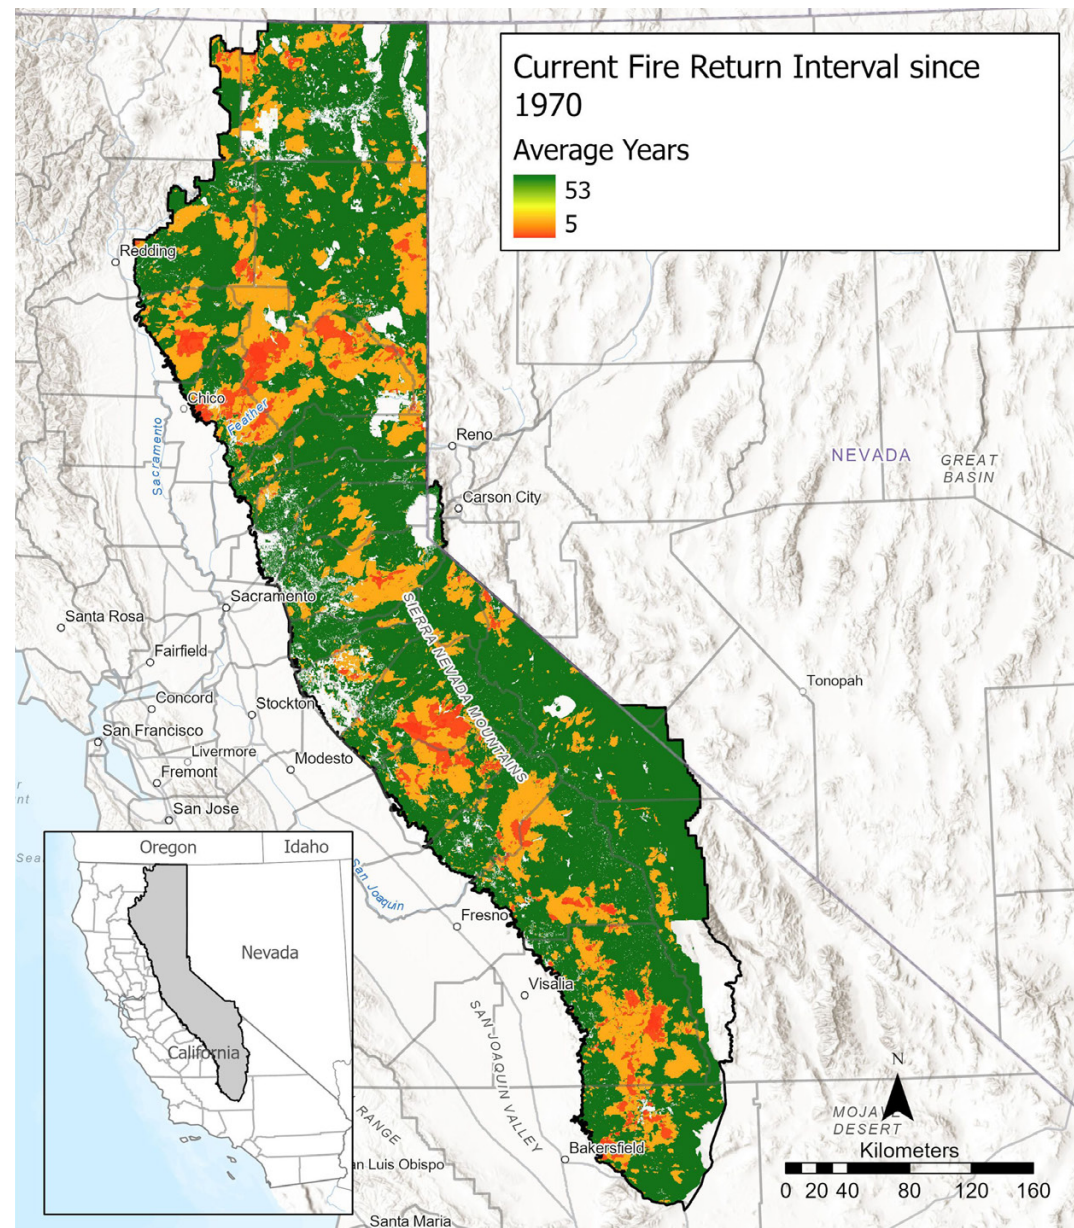 Current Fire Return Interval since
1970
Average Years
53
5
Redding
Chico
Feather
Sacramento
Reno
NEVADA
GREAT
BASIN
Carson City
Sacramento
Santa Rosa
SIERRA NEVADA MOUNTAINS
Fairfield
Tonopah
Concord
Stockton
San Francisco
Livermore
Modesto
Fremont
San Jose
Oregon
Idaho
San Joaquin
Fresno
Nevada
Visalia
SAN JOAQUIN VALLEY
California
N
MOJAVE
DESERT
RANGE
Bakersfield
Kilometers
an Luis Obispo
0 20 40 80 120 160
Santa Maria